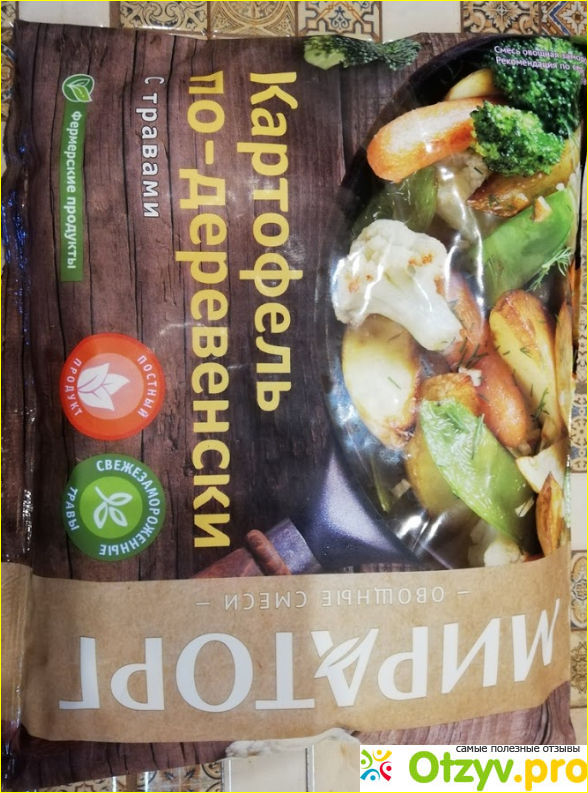 МИРАТОРГ
– ОВОЩНЫЕ СМЕСИ –
Картофель
по-деревенски
С травами
Фермерские продукты
ПОСТНЫЙ
ПРОДУКТ
СВЕЖЕЗАМОРОЖЕННЫЕ
ТРАВЫ
Смесь овощная
Рекомендация по
самые полезные отзывы
Otzyv.pro